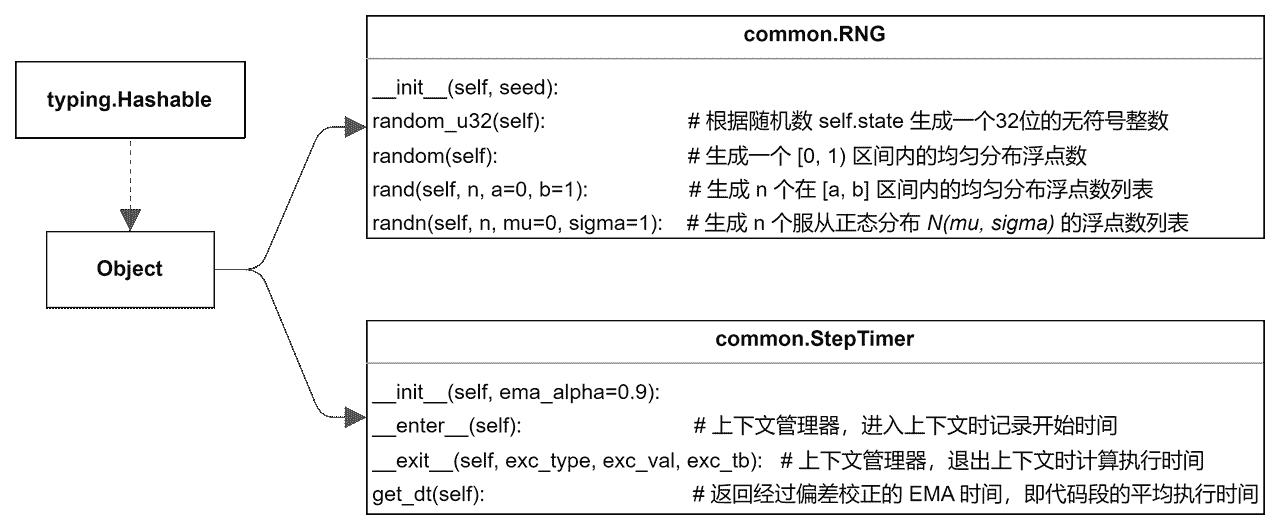 typing.Hashable
Object
common.RNG
__init__(self, seed):
random_u32(self): # 根据随机数 self.state 生成一个32位的无符号整数
random(self): # 生成一个 [0, 1) 区间内的均匀分布浮点数
rand(self, n, a=0, b=1): # 生成 n 个在 [a, b] 区间内的均匀分布浮点数列表
randn(self, n, mu=0, sigma=1): # 生成 n 个服从正态分布 N(mu, sigma) 的浮点数列表
common.StepTimer
__init__(self, ema_alpha=0.9):
__enter__(self): # 上下文管理器，进入上下文时记录开始时间
__exit__(self, exc_type, exc_val, exc_tb): # 上下文管理器，退出上下文时计算执行时间
get_dt(self): # 返回经过偏差校正的 EMA 时间，即代码段的平均执行时间